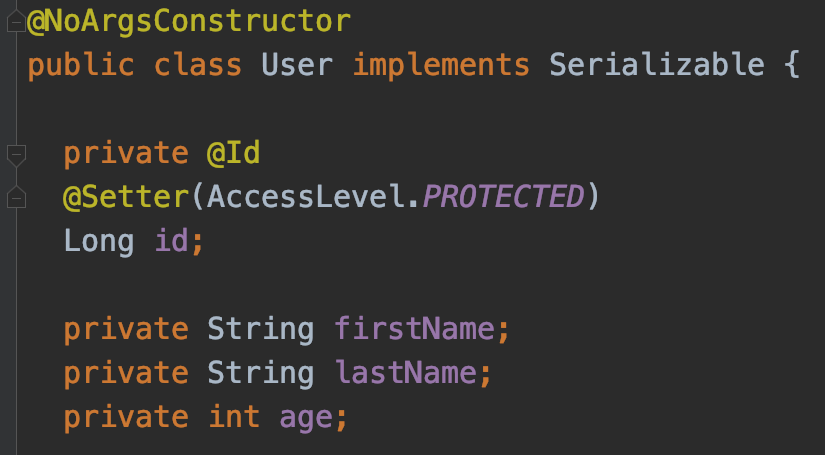 @NoArgsConstructor
public class User implements Serializable {
private @Id
@Setter(AccessLevel.PROTECTED)
Long id;
private String firstName;
private String lastName;
private int age;